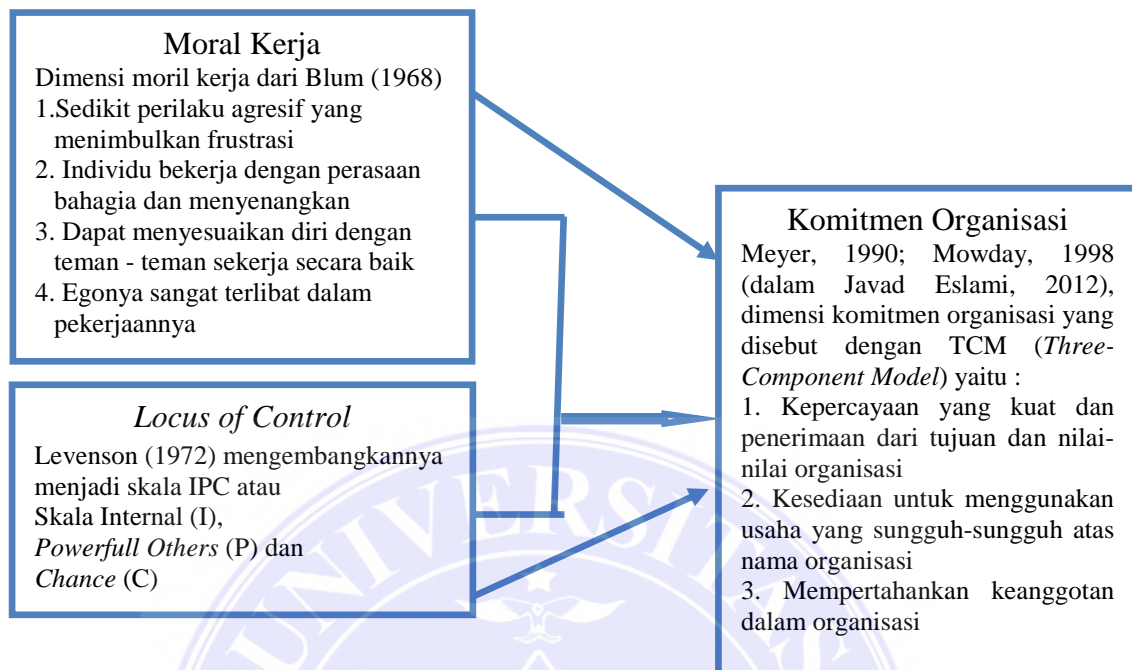 Moral Kerja
Dimensi moril kerja dari Blum (1968)
1.Sedikit perilaku agresif yang
menimbulkan frustrasi
2. Individu bekerja dengan perasaan
bahagia dan menyenangkan
3. Dapat menyesuaikan diri dengan
teman - teman sekerja secara baik
4. Egonya sangat terlibat dalam
pekerjaannya
Locus of Control
Levenson (1972) mengembangkannya
menjadi skala IPC atau
Skala Internal (I),
Powerfull Others (P) dan
Chance (C)
Komitmen Organisasi
Meyer, 1990; Mowday, 1998
(dalam Javad Eslami, 2012),
dimensi komitmen organisasi yang
disebut dengan TCM (Three-
Component Model) yaitu :
1. Kepercayaan yang kuat dan
penerimaan dari tujuan dan nilai-
nilai organisasi
2. Kesediaan untuk menggunakan
usaha yang sungguh-sungguh atas
nama organisasi
3. Mempertahankan keanggotan
dalam organisasi
UNIVERSITAS